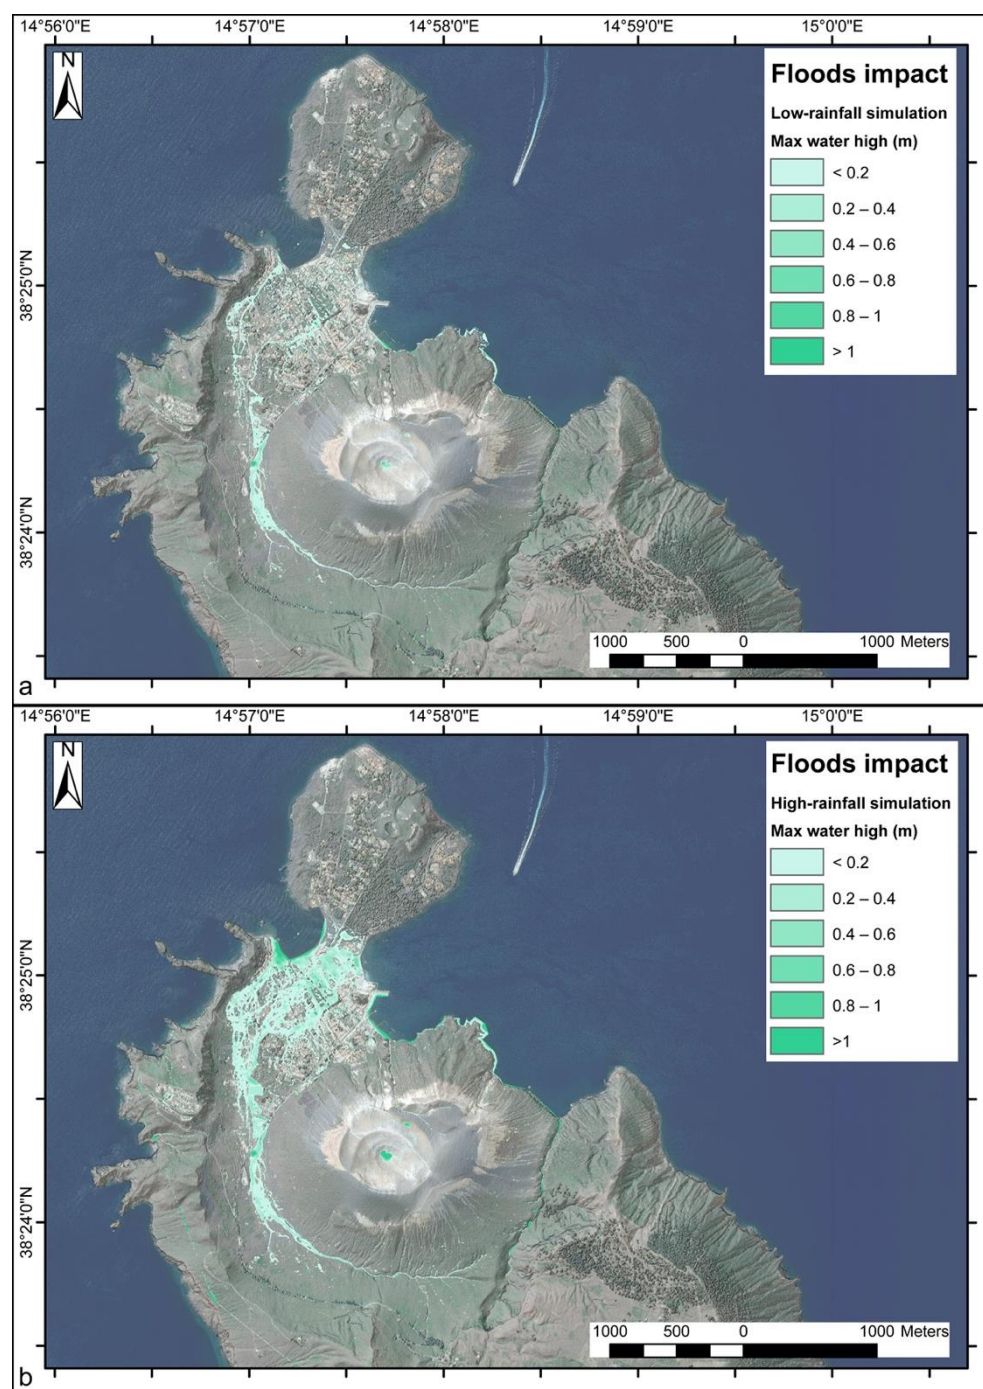 14°56'0"E 14°57'0"E 14°58'0"E 14°59'0"E 15°0'0"E
N
Floods impact
Low-rainfall simulation
Max water high (m)
< 0.2
0.2 – 0.4
0.4 – 0.6
0.6 – 0.8
0.8 – 1
> 1
38°25'0"N
38°24'0"N
1000 500 0 1000 Meters
a
14°56'0"E 14°57'0"E 14°58'0"E 14°59'0"E 15°0'0"E
N
Floods impact
High-rainfall simulation
Max water high (m)
< 0.2
0.2 – 0.4
0.4 – 0.6
0.6 – 0.8
0.8 – 1
>1
38°25'0"N
38°24'0"N
1000 500 0 1000 Meters
b